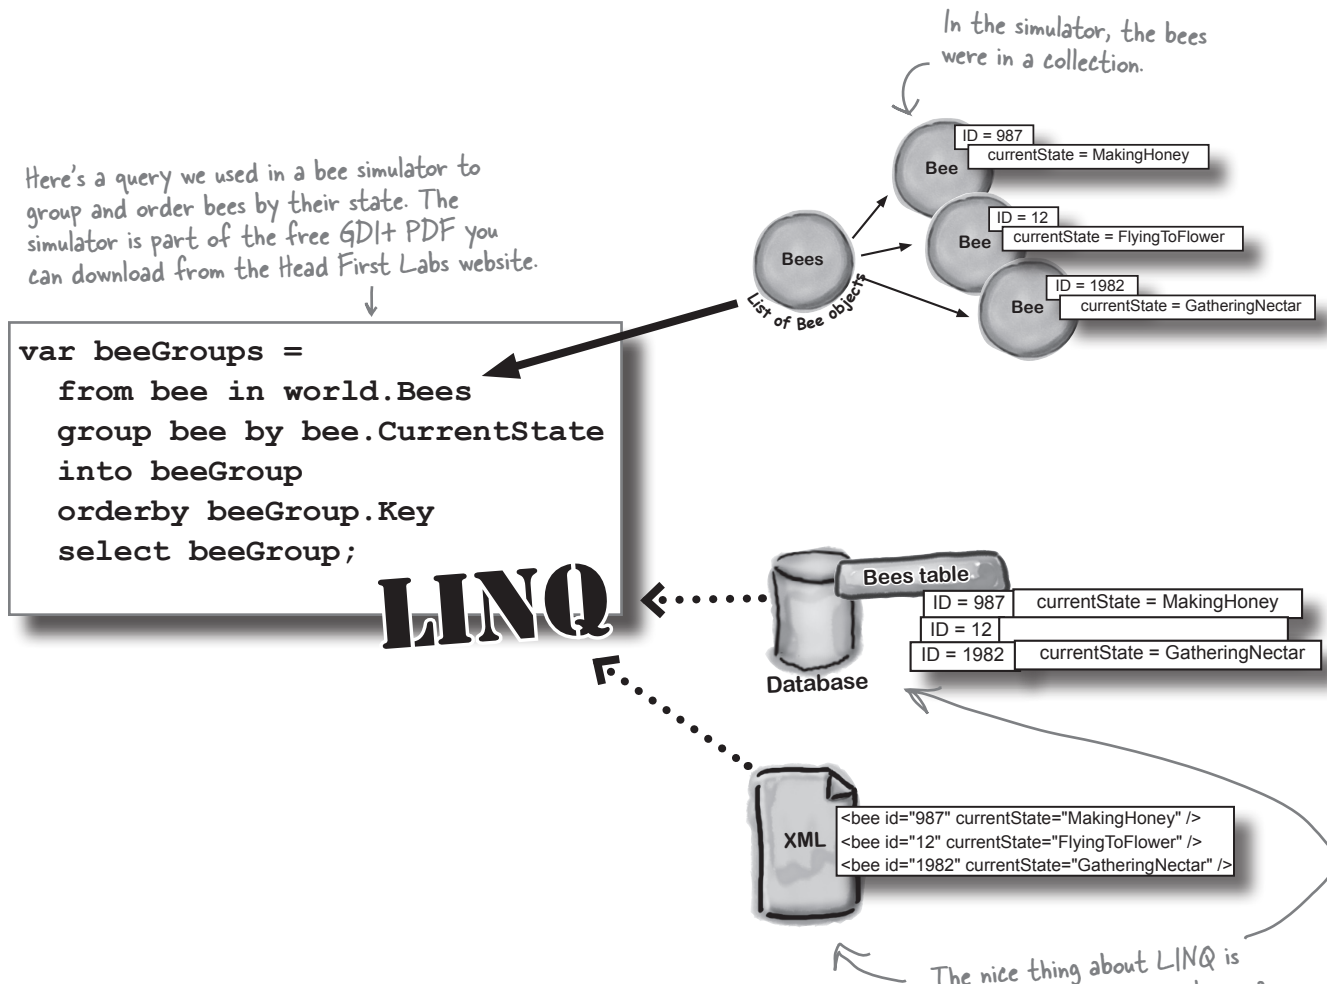 In the simulator, the bees
were in a collection.
ID = 987
currentState = MakingHoney
Bee
Here's a query we used in a bee simulator to
group and order bees by their state. The
simulator is part of the free GDI+ PDF you
can download from the Head First Labs website.
ID = 12
currentState = FlyingToFlower
Bee
Bees
List of Bee objects
ID = 1982
currentState = GatheringNectar
Bee
var beeGroups =
from bee in world.Bees
group bee by bee.CurrentState
into beeGroup
orderby beeGroup.Key
select beeGroup;
LINQ
Bees table
ID = 987 currentState = MakingHoney
ID = 12
ID = 1982 currentState = GatheringNectar
Database
XML
<bee id="987" currentState="MakingHoney" />
<bee id="12" currentState="FlyingToFlower" />
<bee id="1982" currentState="GatheringNectar" />
The nice thing about LINQ is